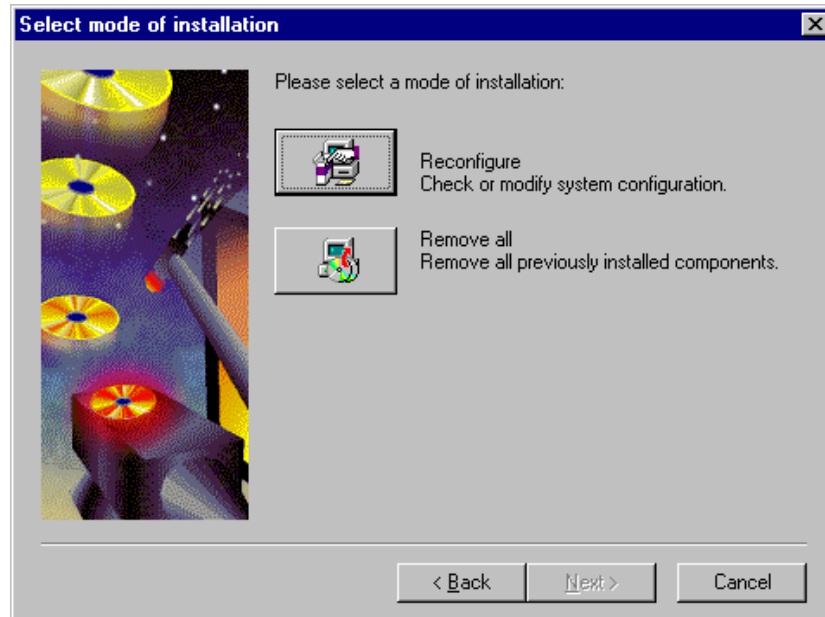 Select mode of installation
Please select a mode of installation:
Reconfigure
Check or modify system configuration.
Remove all
Remove all previously installed components.
< Back
Next >
Cancel